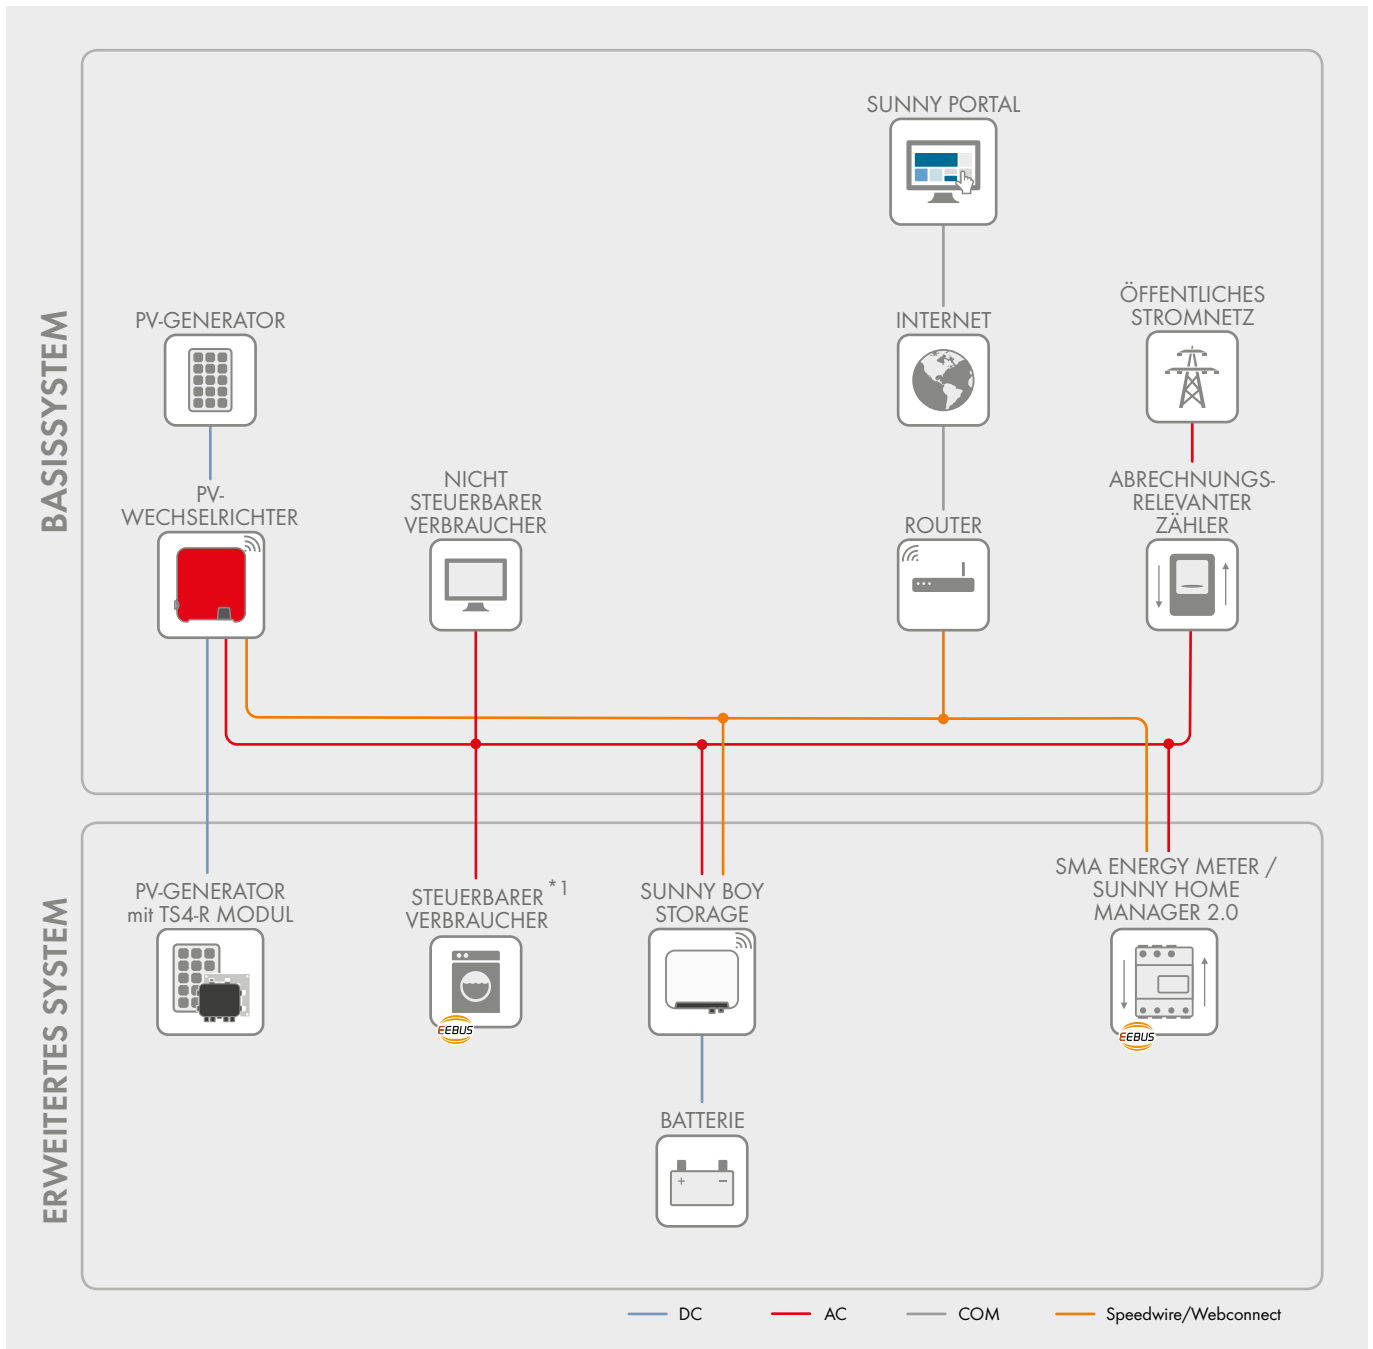 BASISSYSTEM
SUNNY PORTAL
PV-GENERATOR
INTERNET
ÖFFENTLICHES
STROMNETZ
PV-
WECHSELRICHTER
NICHT
STEUERBARER
VERBRAUCHER
ROUTER
ABRECHNUNGS-
RELEVANTER
ZÄHLER
ERWEITERTES SYSTEM
PV-GENERATOR
mit TS4-R MODUL
STEUERBARER *1
VERBRAUCHER
EEBUS
SUNNY BOY
STORAGE
SMA ENERGY METER /
SUNNY HOME
MANAGER 2.0
EEBUS
BATTERIE
+ −
DC
AC
COM
Speedwire/Webconnect